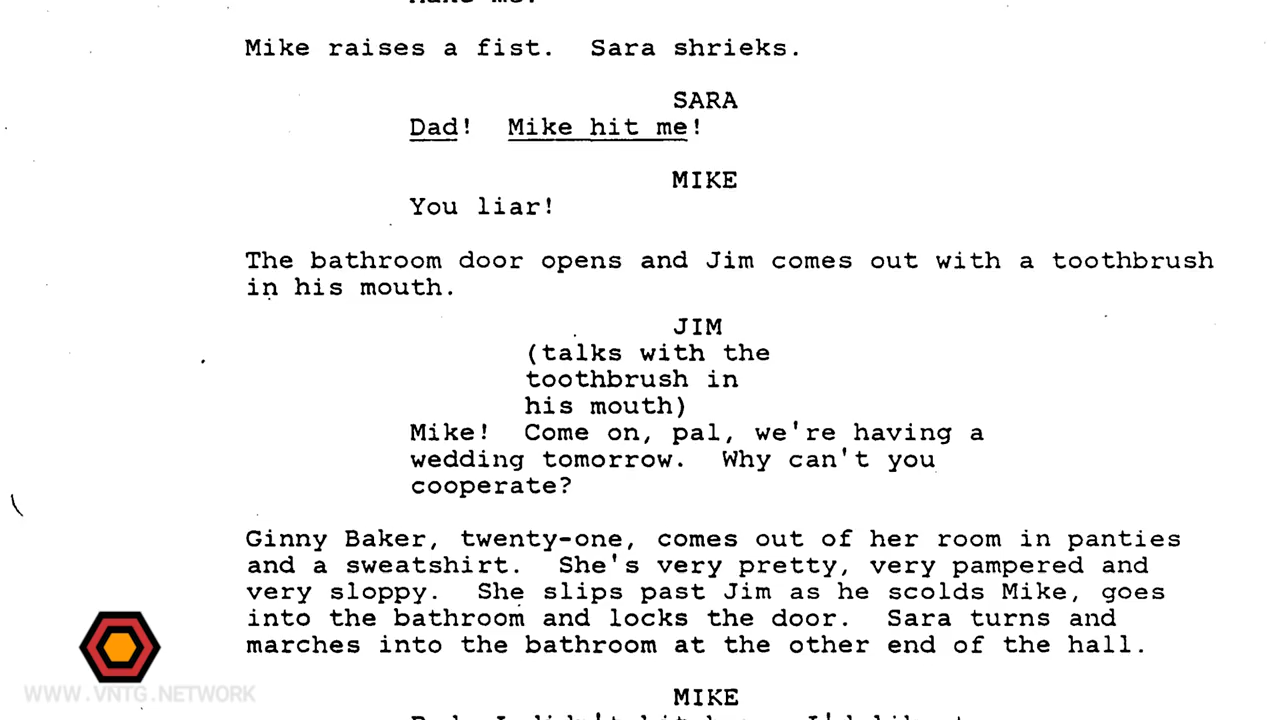 Mike raises a fist.  Sara shrieks.
SARA
Dad!  Mike hit me!
MIKE
You liar!
The bathroom door opens and Jim comes out with a toothbrush
in his mouth.
JIM
(talks with the
toothbrush in
his mouth)
Mike!  Come on, pal, we're having a
wedding tomorrow.  Why can't you
cooperate?
Ginny Baker, twenty-one, comes out of her room in panties
and a sweatshirt.  She's very pretty, very pampered and
very sloppy.  She slips past Jim as he scolds Mike, goes
into the bathroom and locks the door.  Sara turns and
marches into the bathroom at the other end of the hall.
MIKE
WWW.VNTG.NETWORK